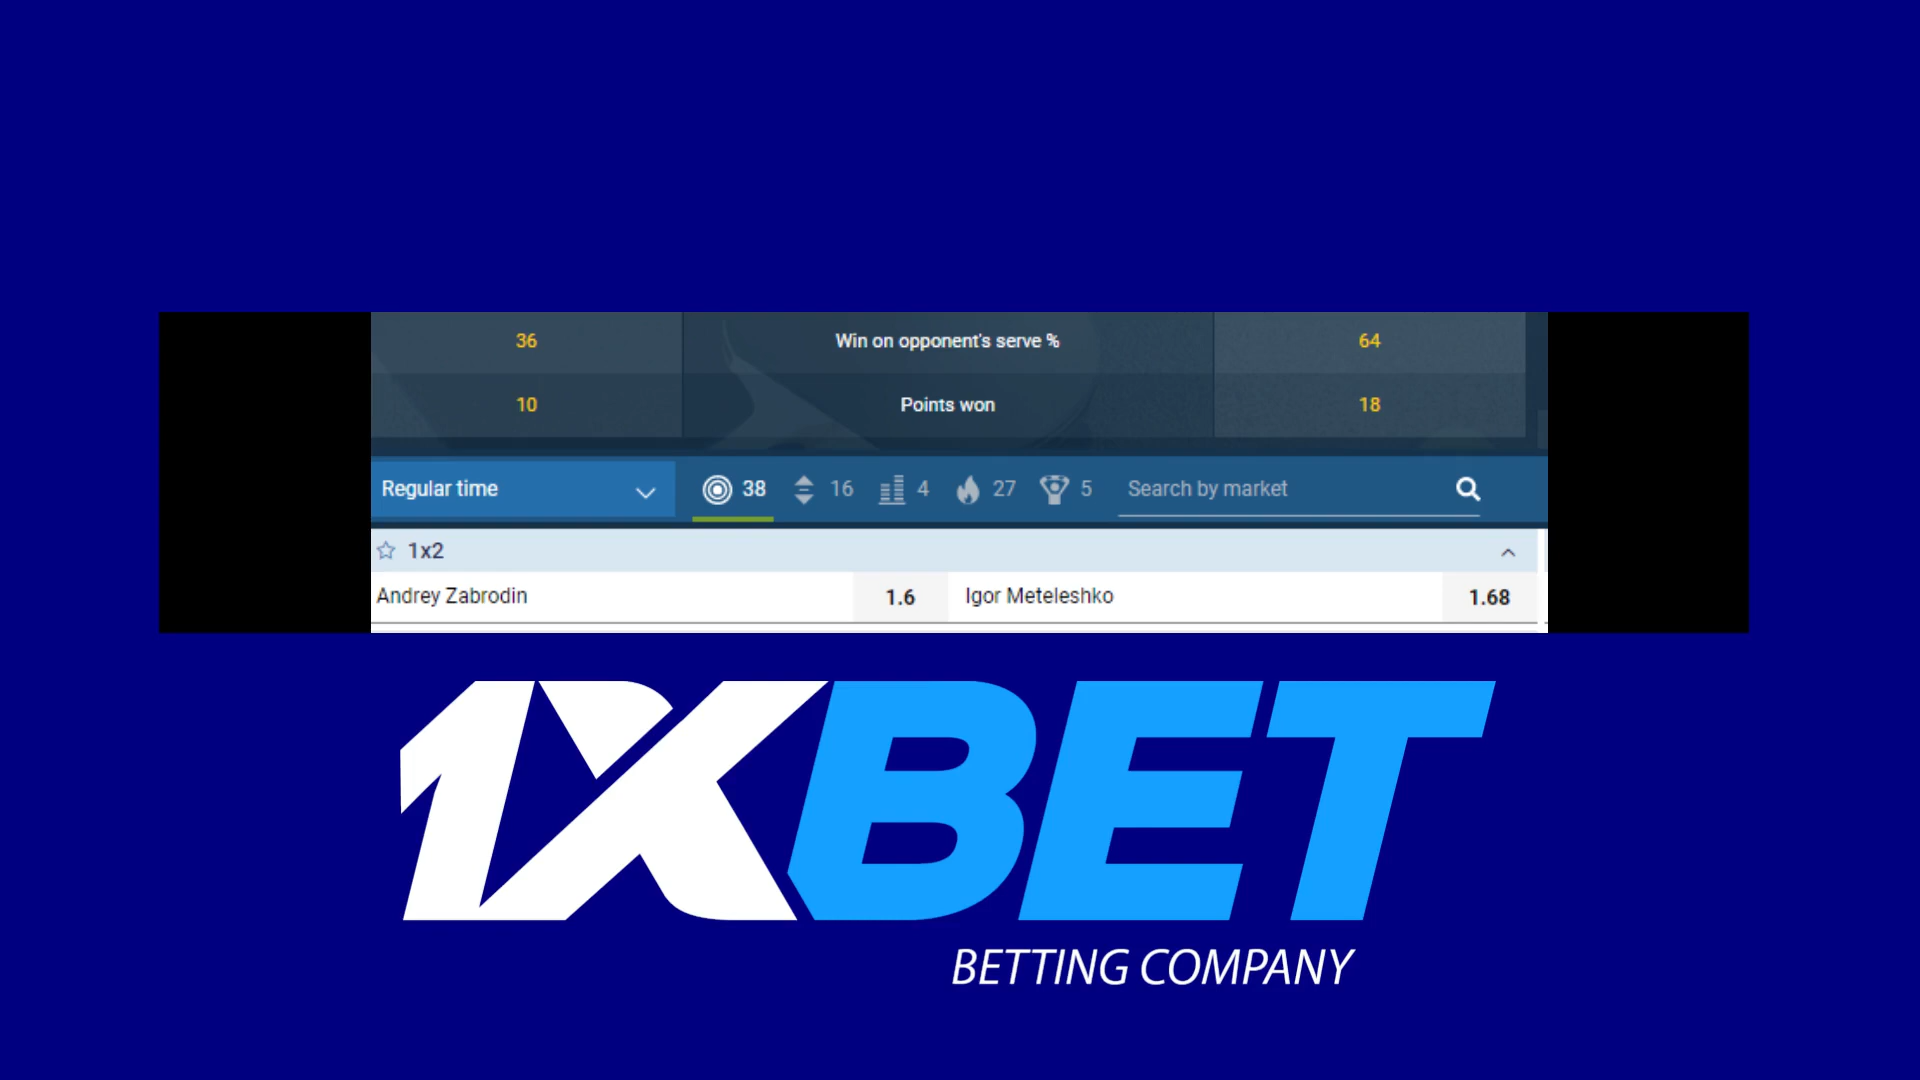 36 Win on opponent's serve % 64
10 Points won 18
Regular time 38 16 4 27 5 Search by market
1x2
Andrey Zabrodin 1.6 Igor Meteleshko 1.68
1XBET
BETTING COMPANY